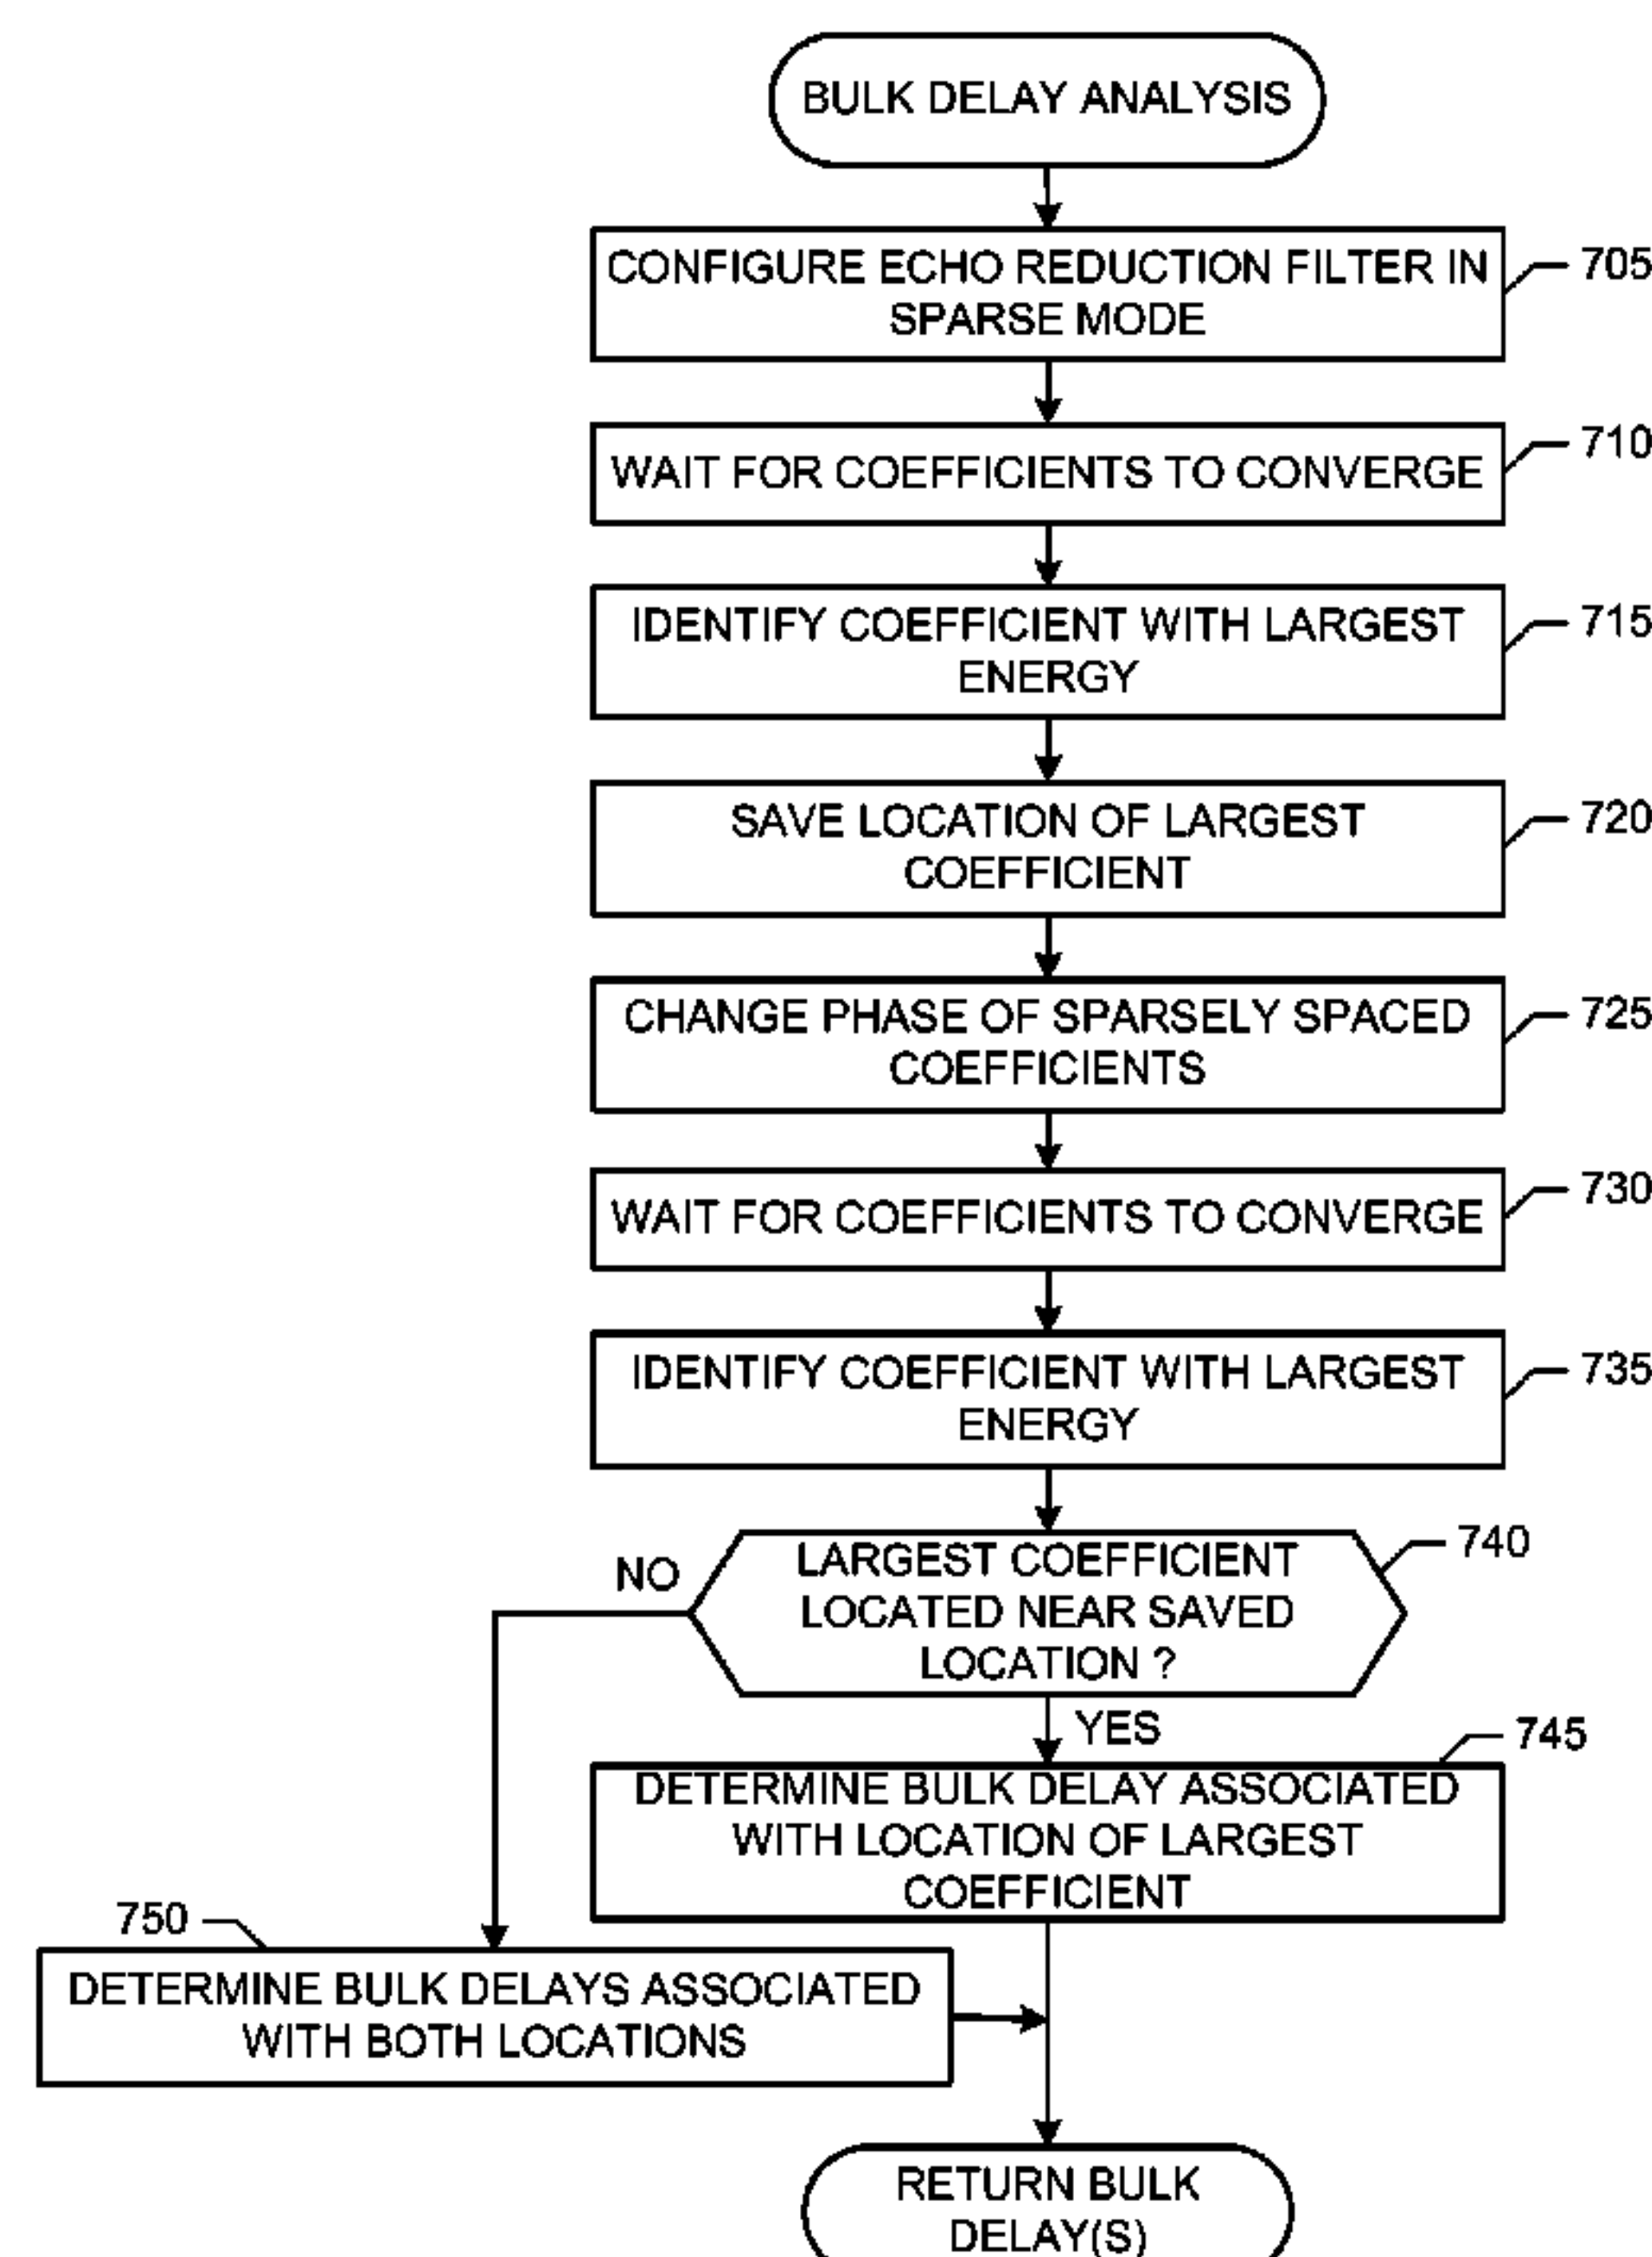 BULK DELAY ANALYSIS
CONFIGURE ECHO REDUCTION FILTER IN
SPARSE MODE
705
WAIT FOR COEFFICIENTS TO CONVERGE
710
IDENTIFY COEFFICIENT WITH LARGEST
ENERGY
715
SAVE LOCATION OF LARGEST
COEFFICIENT
720
CHANGE PHASE OF SPARSELY SPACED
COEFFICIENTS
725
WAIT FOR COEFFICIENTS TO CONVERGE
730
IDENTIFY COEFFICIENT WITH LARGEST
ENERGY
735
LARGEST COEFFICIENT
LOCATED NEAR SAVED
LOCATION ?
740
NO
YES
745
DETERMINE BULK DELAY ASSOCIATED
WITH LOCATION OF LARGEST
COEFFICIENT
750
DETERMINE BULK DELAYS ASSOCIATED
WITH BOTH LOCATIONS
RETURN BULK
DELAY(S)